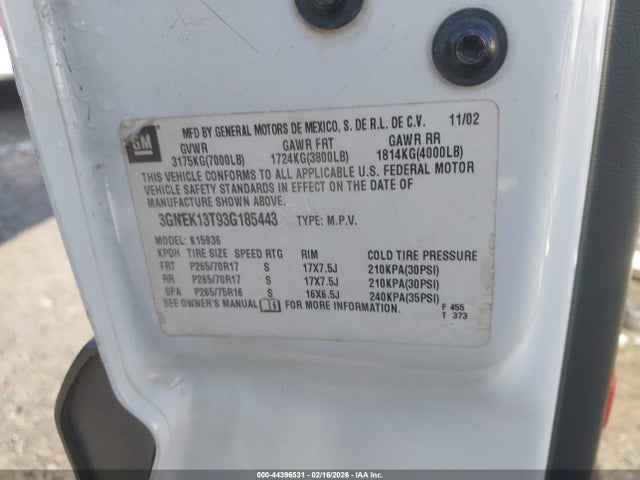 GM
MFD BY GENERAL MOTORS DE MEXICO, S. DE R.L. DE C.V. 11/02
GVWR GAWR FRT GAWR RR
3175KG(7000LB) 1724KG(3800LB) 1814KG(4000LB)
THIS VEHICLE CONFORMS TO ALL APPLICABLE U.S. FEDERAL MOTOR
VEHICLE SAFETY STANDARDS IN EFFECT ON THE DATE OF
MANUFACTURE SHOWN ABOVE.
3GNEK13T93G185443 TYPE: M.P.V.
MODEL: K15936
KPDH TIRE SIZE SPEED RTG RIM COLD TIRE PRESSURE
FRT P265/70R17 S 17X7.5J 210KPA(30PSI)
RR P265/70R17 S 17X7.5J 210KPA(30PSI)
SPA P265/75R16 S 16X6.5J 240KPA(35PSI)
SEE OWNER'S MANUAL FOR MORE INFORMATION.
F 455
T 373
000-44396531 - 02/16/2026 - IAAI.com